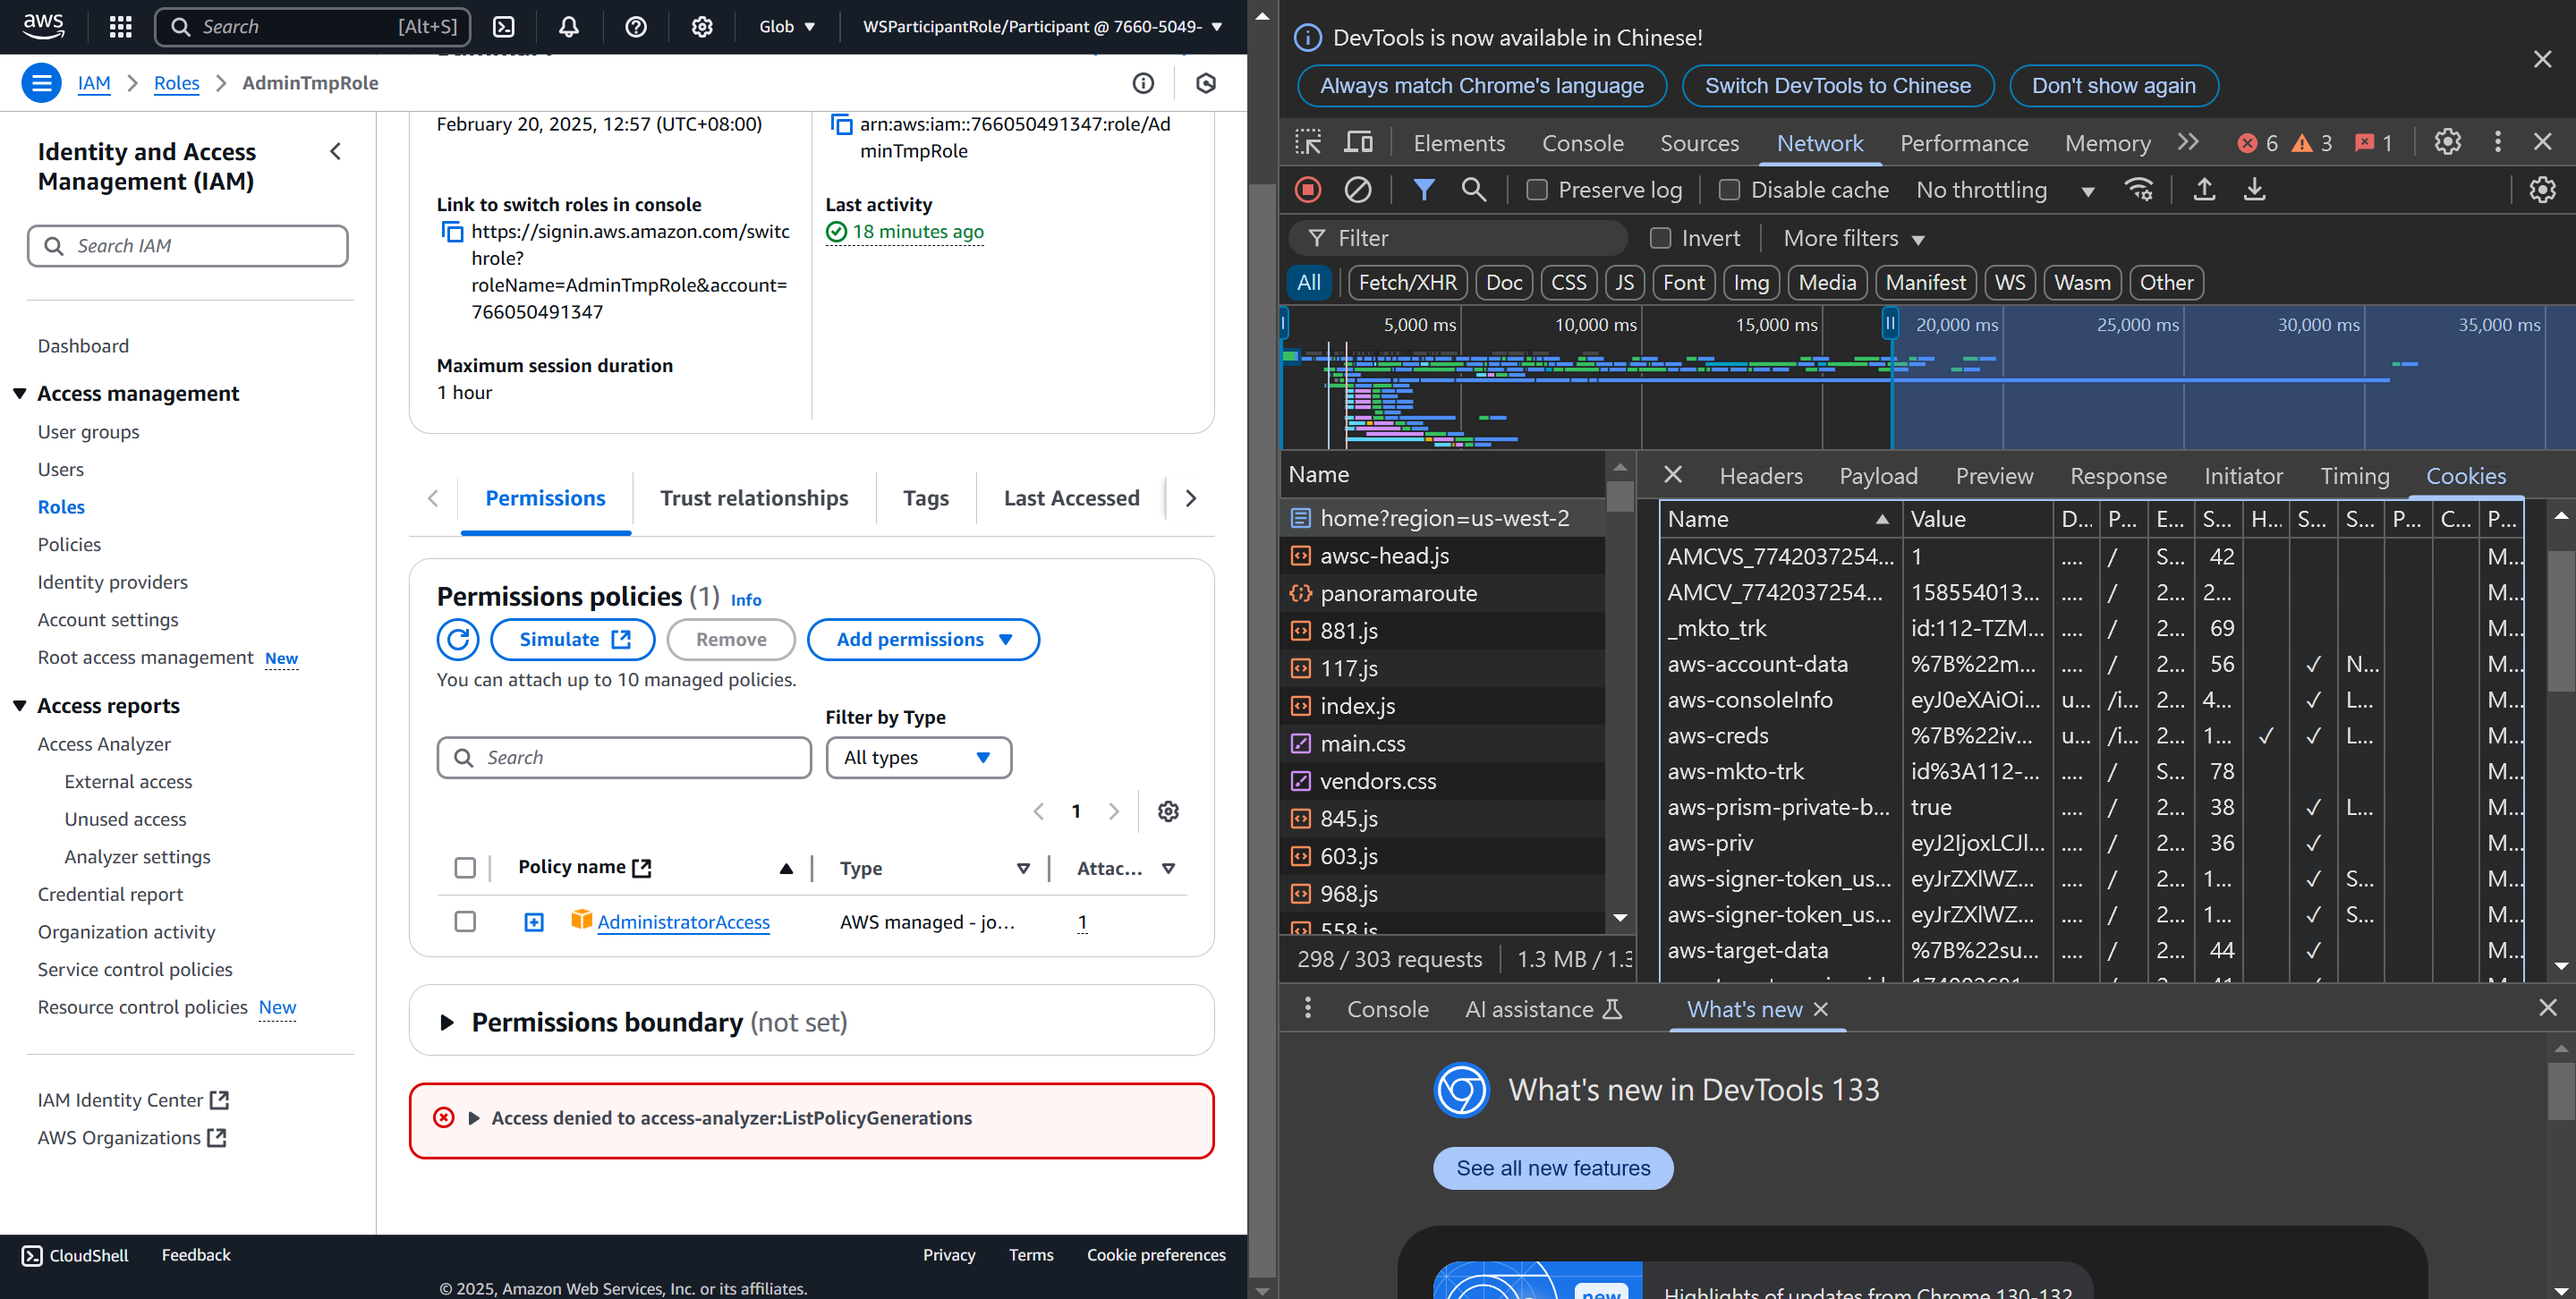 aws
Search
[Alt+S]
Glob
WSParticipantRole/Participant @ 7660-5049-
IAM
Roles
AdminTmpRole
Identity and Access
Management (IAM)
Search IAM
Dashboard
Access management
User groups
Users
Roles
Policies
Identity providers
Account settings
Root access management New
Access reports
Access Analyzer
External access
Unused access
Analyzer settings
Credential report
Organization activity
Service control policies
Resource control policies New
IAM Identity Center
AWS Organizations
February 20, 2025, 12:57 (UTC+08:00)
arn:aws:iam::766050491347:role/Ad
minTmpRole
Link to switch roles in console
https://signin.aws.amazon.com/switc
hrole?
roleName=AdminTmpRole&account=
766050491347
Last activity
18 minutes ago
Maximum session duration
1 hour
Permissions
Trust relationships
Tags
Last Accessed
Permissions policies (1) Info
Simulate
Remove
Add permissions
You can attach up to 10 managed policies.
Filter by Type
Search
All types
1
Policy name
Type
Attac...
AdministratorAccess
AWS managed - jo...
1
Permissions boundary (not set)
Access denied to access-analyzer:ListPolicyGenerations
CloudShell
Feedback
Privacy
Terms
Cookie preferences
© 2025, Amazon Web Services, Inc. or its affiliates.
DevTools is now available in Chinese!
Always match Chrome's language
Switch DevTools to Chinese
Don't show again
Elements
Console
Sources
Network
Performance
Memory
6
3
1
Preserve log
Disable cache
No throttling
Filter
Invert
More filters
All
Fetch/XHR
Doc
CSS
JS
Font
Img
Media
Manifest
WS
Wasm
Other
5,000 ms
10,000 ms
15,000 ms
20,000 ms
25,000 ms
30,000 ms
35,000 ms
Name
home?region=us-west-2
awsc-head.js
panoramaroute
881.js
117.js
index.js
main.css
vendors.css
845.js
603.js
968.js
558.js
298 / 303 requests
1.3 MB / 1.3
Headers
Payload
Preview
Response
Initiator
Timing
Cookies
Name Value D... P... E... S... H... S... S... P... C... P...
AMCVS_7742037254... 1 .... / S... 42 M...
AMCV_7742037254... 158554013... .... / 2... 2... M...
_mkto_trk id:112-TZM... .... / 2... 69 M...
aws-account-data %7B%22m... .... / 2... 56 ✓ N... M...
aws-consoleInfo eyJ0eXAiOi... u... /i... 2... 4... ✓ L... M...
aws-creds %7B%22iv... u... /i... 2... 1... ✓ ✓ L... M...
aws-mkto-trk id%3A112-... .... / S... 78 M...
aws-prism-private-b... true .... / 2... 38 ✓ L... M...
aws-priv eyJ2IjoxLCJl... .... / 2... 36 ✓ M...
aws-signer-token_us... eyJrZXlWZ... .... / 2... 1... ✓ S... M...
aws-signer-token_us... eyJrZXlWZ... .... / 2... 1... ✓ S... M...
aws-target-data %7B%22su... .... / 2... 44 ✓ M...
Console
AI assistance
What's new
What's new in DevTools 133
See all new features
new
Highlights of updates from Chrome 130-132